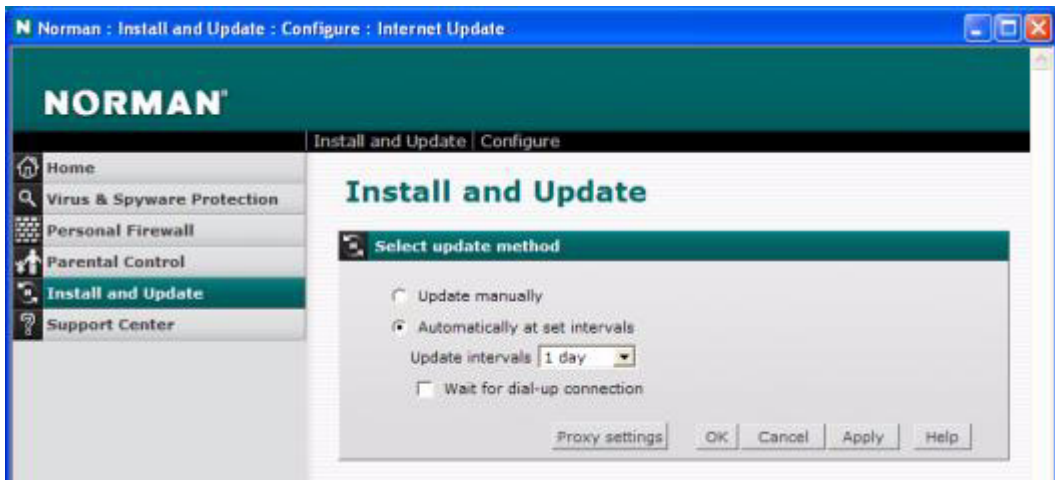 N Norman : Install and Update : Configure : Internet Update
NORMAN®
Install and Update | Configure
Home
Virus & Spyware Protection
Personal Firewall
Parental Control
Install and Update
Support Center
Install and Update
Select update method
Update manually
Automatically at set intervals
Update intervals 1 day
Wait for dial-up connection
Proxy settings OK Cancel Apply Help